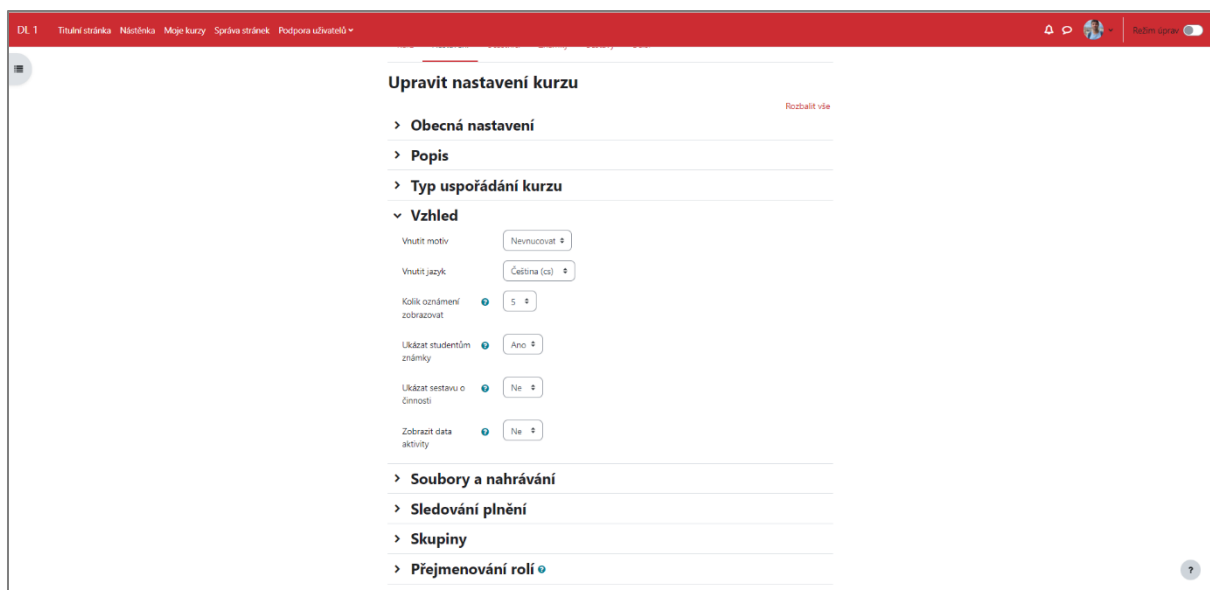 DL 1 Titulní stránka Nástěnka Moje kurzy Správa stránek Podpora uživatelů Režim úprav
Upravit nastavení kurzu
Rozbalit vše
Obecná nastavení
Popis
Typ uspořádání kurzu
Vzhled
Vnutit motiv Nevnucovat
Vnutit jazyk Čeština (cs)
Kolik oznámení ? 5
zobrazovat
Ukázat studentům ? Ano
známky
Ukázat sestavu o ? Ne
činnosti
Zobrazit data ? Ne
aktivity
Soubory a nahrávání
Sledování plnění
Skupiny
Přejmenování rolí ?
?